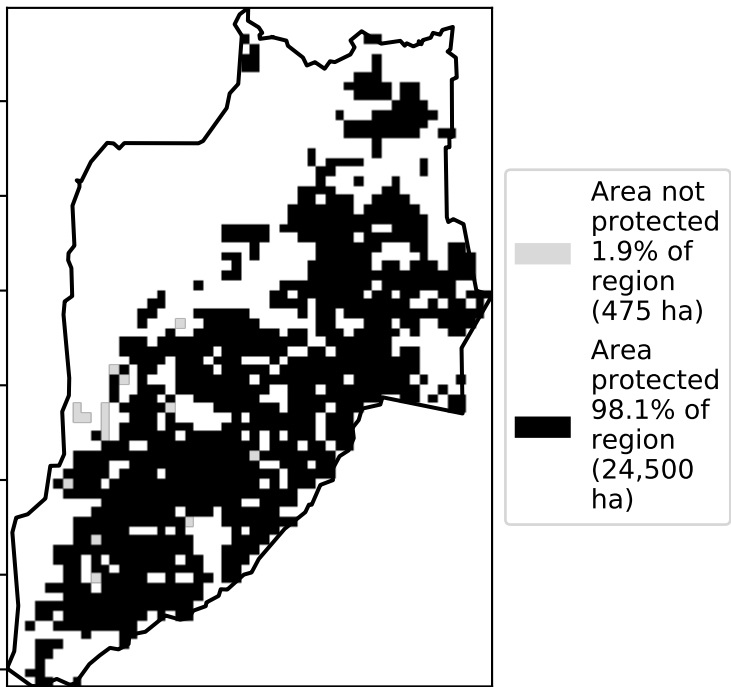 Area not
protected
1.9% of
region
(475 ha)
Area
protected
98.1% of
region
(24,500
ha)